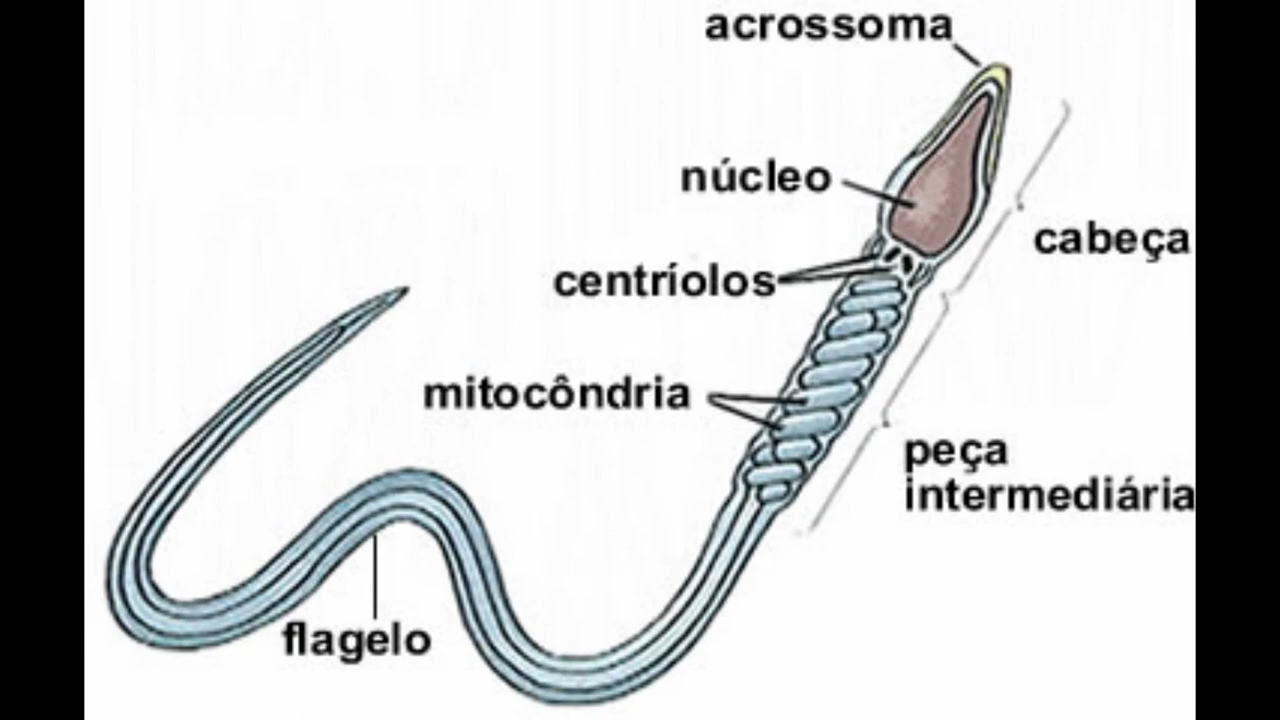 acrossoma
núcleo
cabeça
centríolos
mitocôndria
peça
intermediária
flagelo